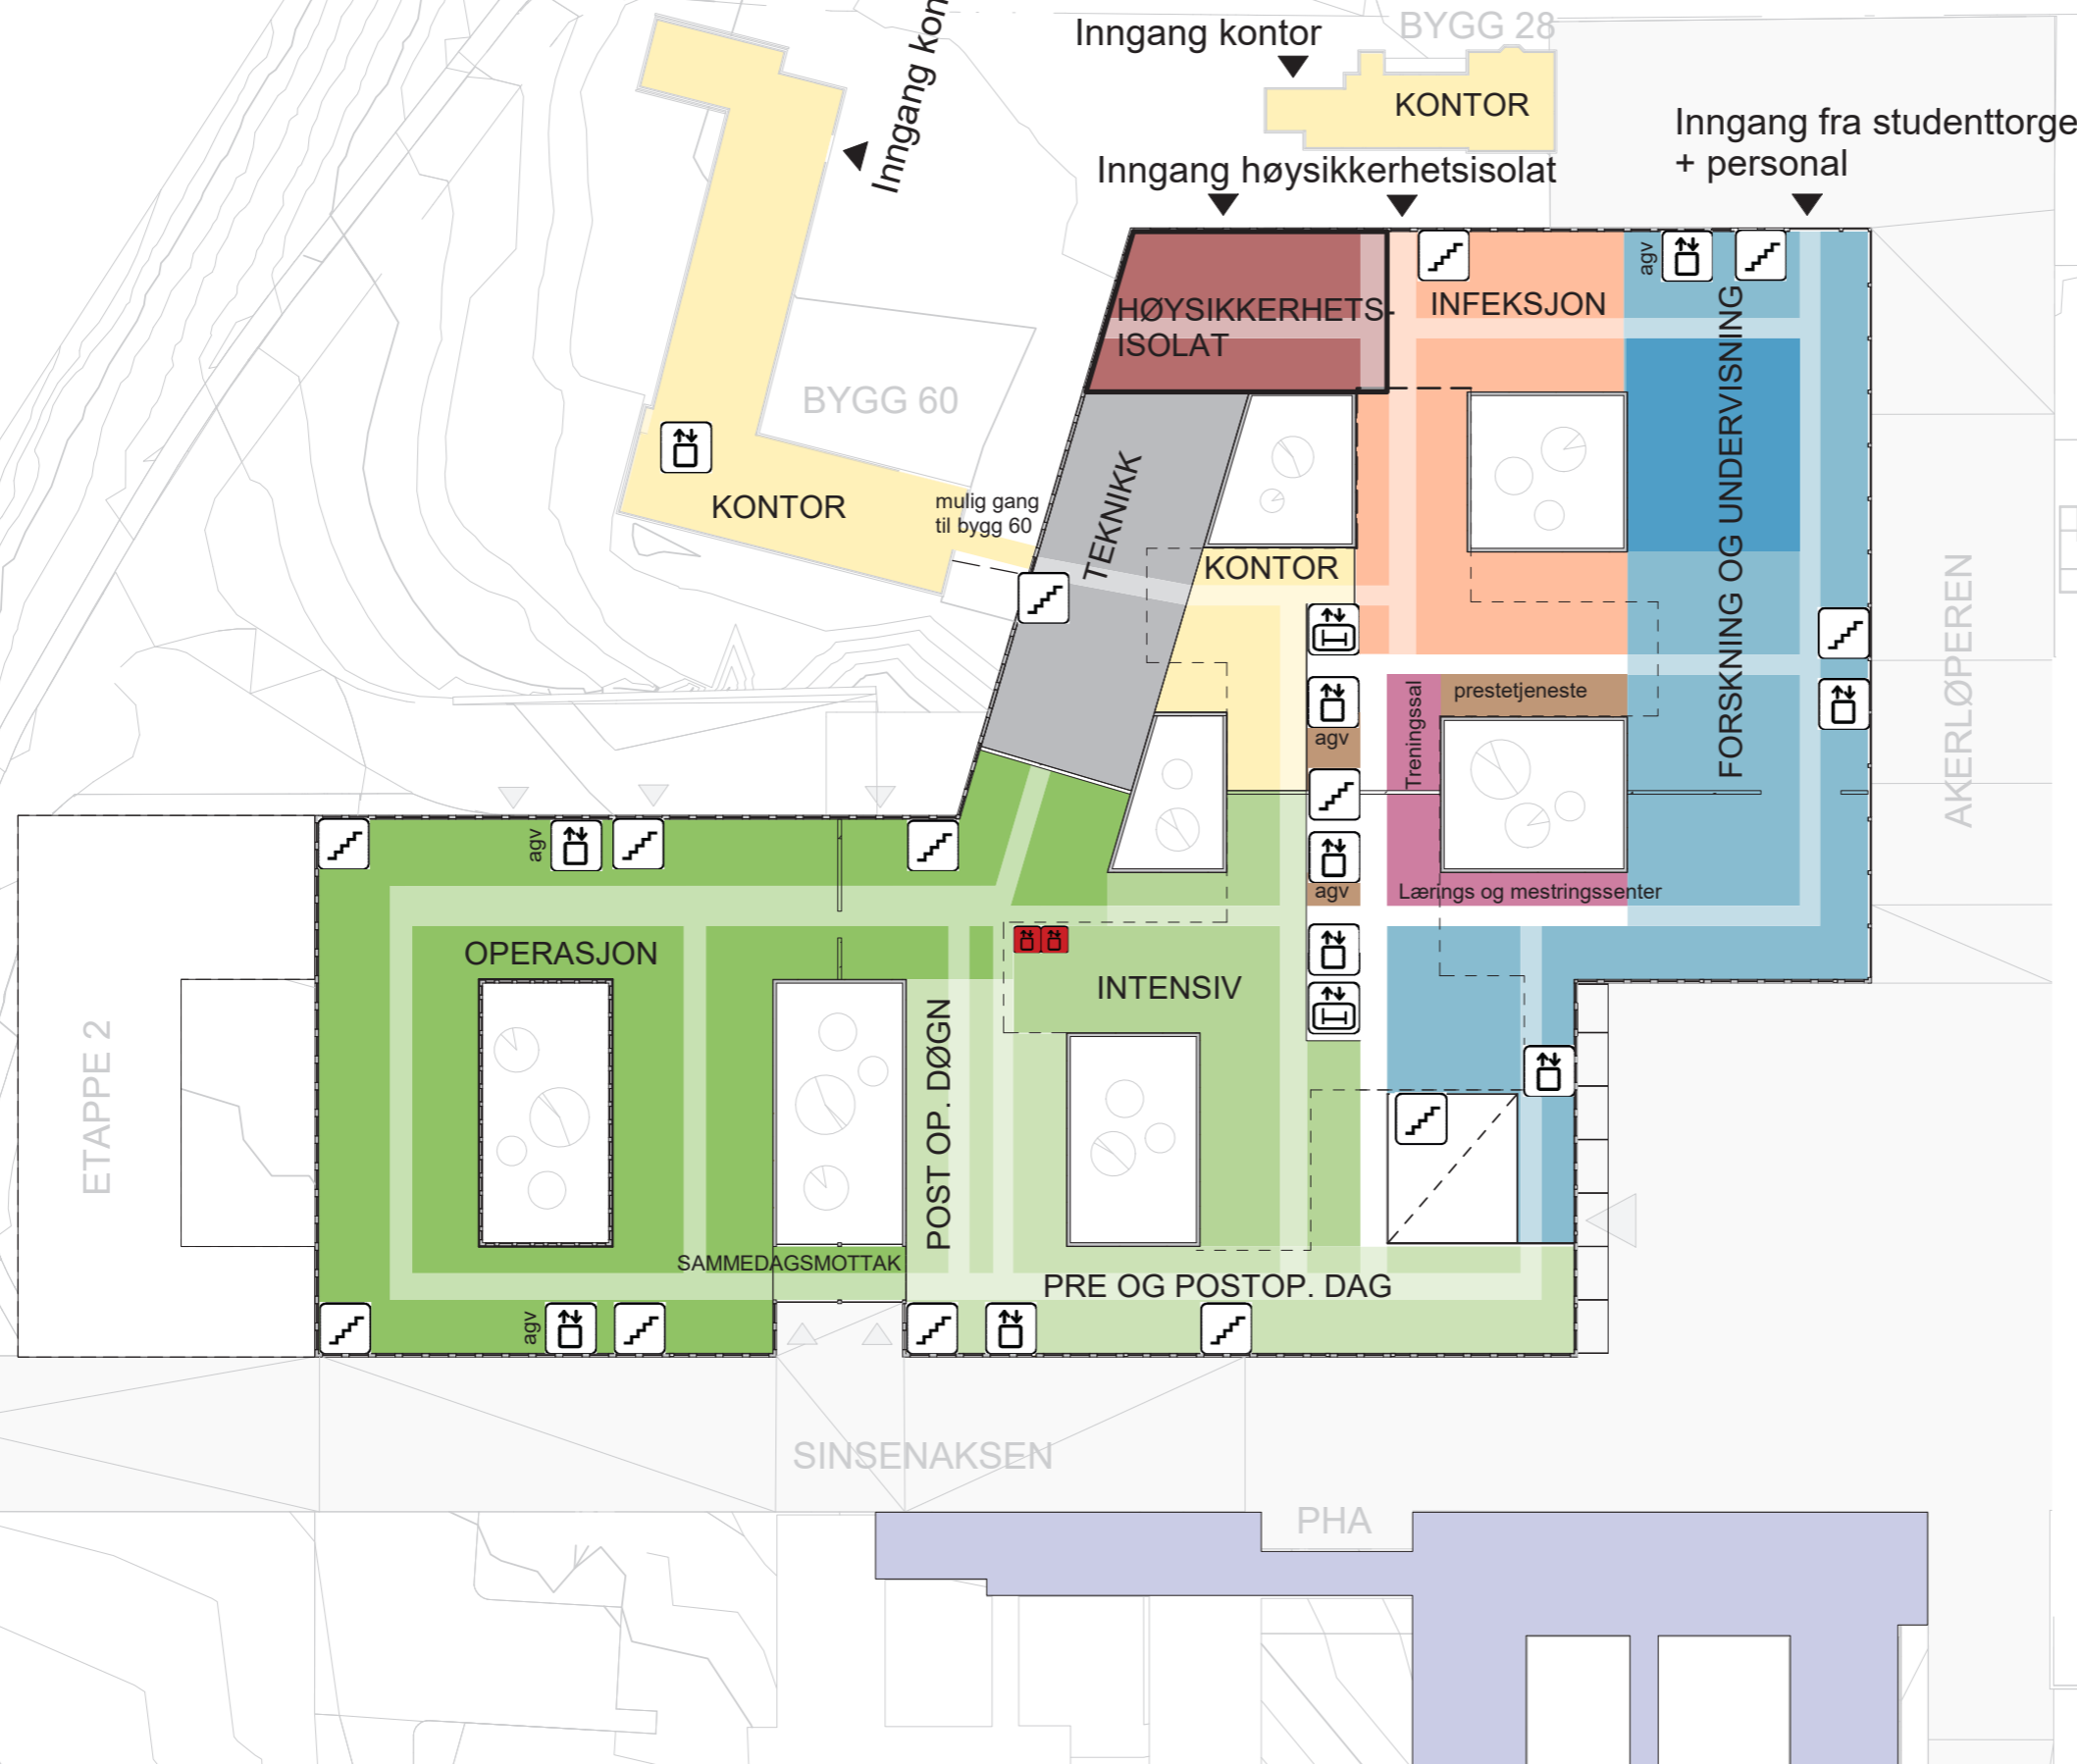 Inngang kontor
BYGG 28
Inngang kon
KONTOR
Inngang fra studenttorge
+ personal
Inngang høysikkerhetsisolat
agv
HØYSIKKERHETS-
ISOLAT
INFEKSJON
FORSKNING OG UNDERVISNING
BYGG 60
KONTOR
mulig gang
til bygg 60
TEKNIKK
KONTOR
AKERLØPEREN
Treningssal
prestetjeneste
agv
agv
agv
Lærings og mestringssenter
OPERASJON
INTENSIV
POST OP. DØGN
ETAPPE 2
SAMMEDAGSMOTTAK
PRE OG POSTOP. DAG
agv
SINSENAKSEN
PHA